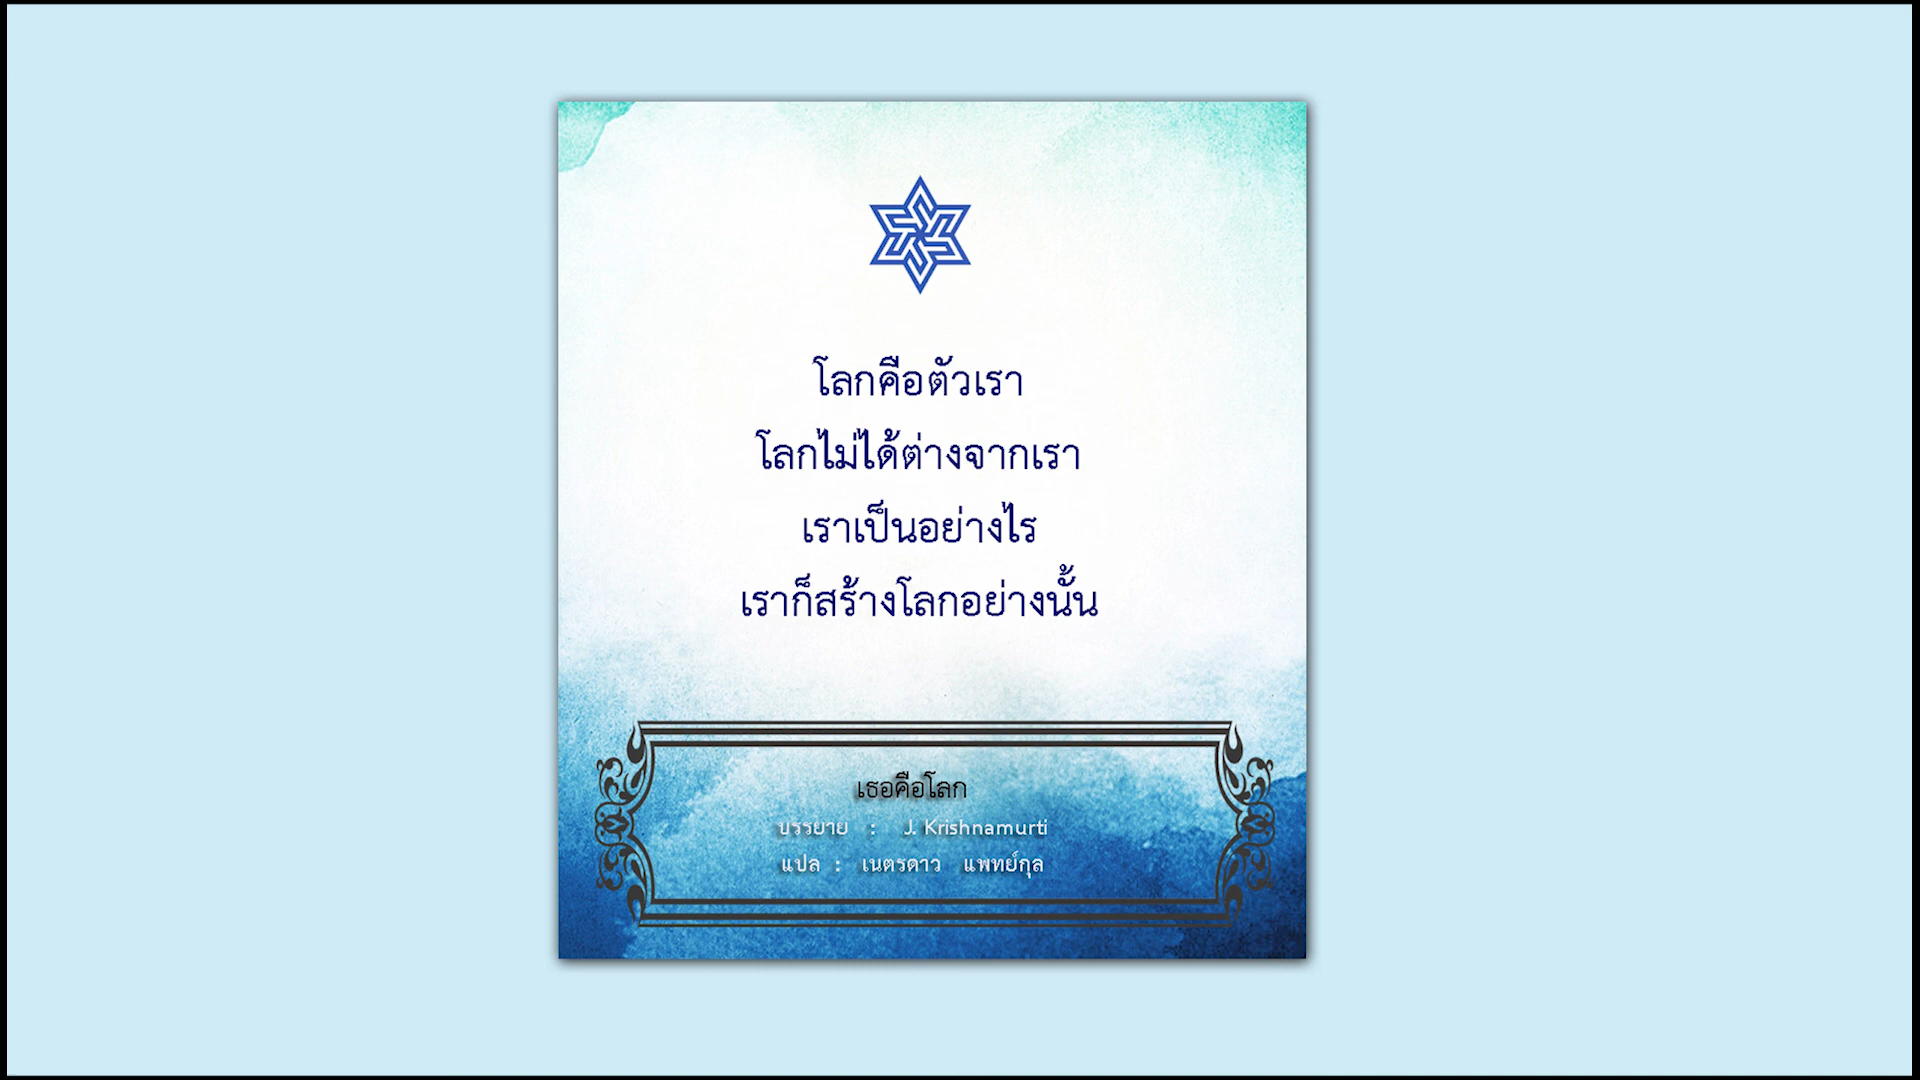 โลกคือตัวเรา
โลกไม่ได้ต่างจากเรา
เราเป็นอย่างไร
เราก็สร้างโลกอย่างนั้น
เธอคือโลก
บรรยาย : J. Krishnamurti
แปล : เนตรดาว แพทย์กุล